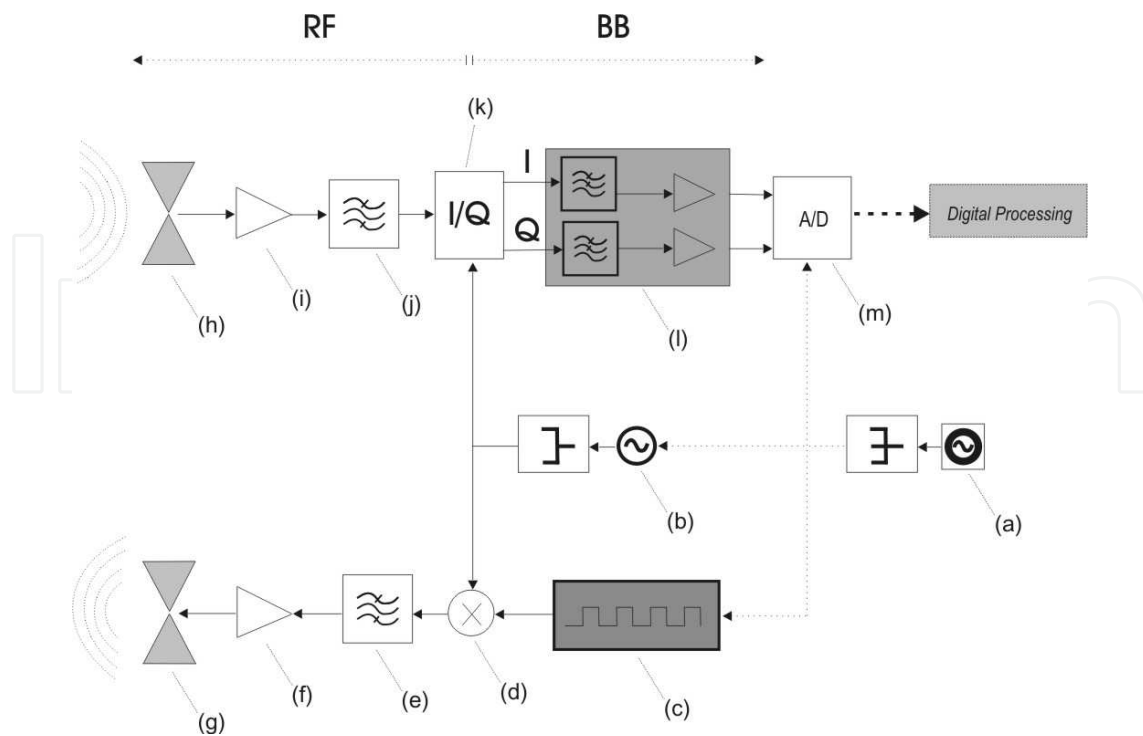 RF
BB
(k)
I
I/Q
Q
A/D
Digital Processing
(h)
(i)
(j)
(l)
(m)
(b)
(a)
(g)
(f)
(e)
(d)
(c)